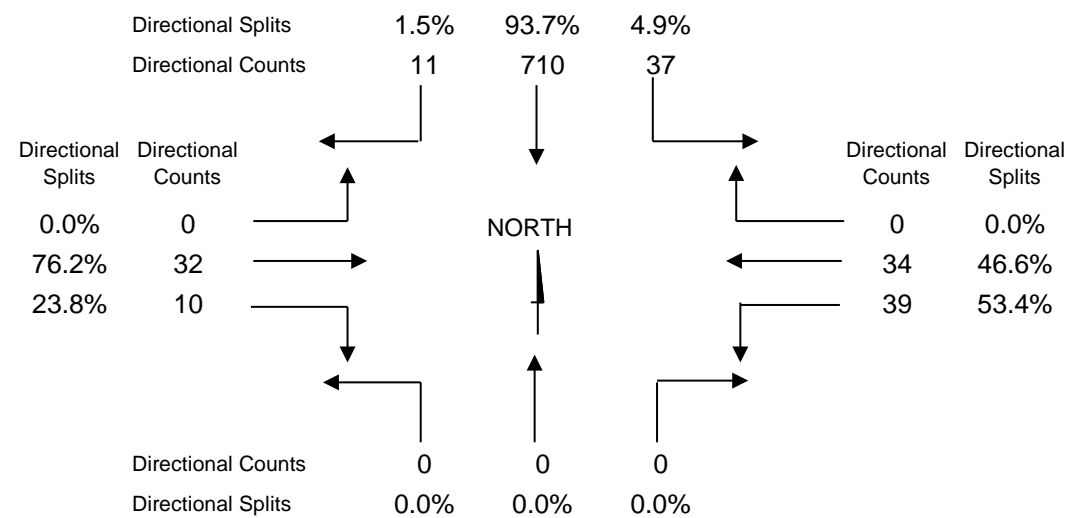 Directional Splits 1.5% 93.7% 4.9%
Directional Counts 11 710 37
Directional Directional Directional Directional
Splits Counts Counts Splits
0.0% 0 NORTH 0 0.0%
76.2% 32 34 46.6%
23.8% 10 39 53.4%
Directional Counts 0 0 0
Directional Splits 0.0% 0.0% 0.0%